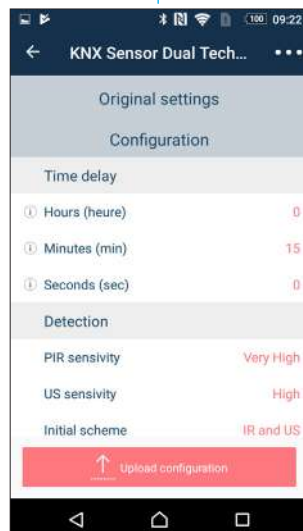 100 09:22
KNX Sensor Dual Tech...
Original settings
Configuration
Time delay
Hours (heure) 0
Minutes (min) 15
Seconds (sec) 0
Detection
PIR sensivity Very High
US sensivity High
Initial scheme IR and US
Upload configuration